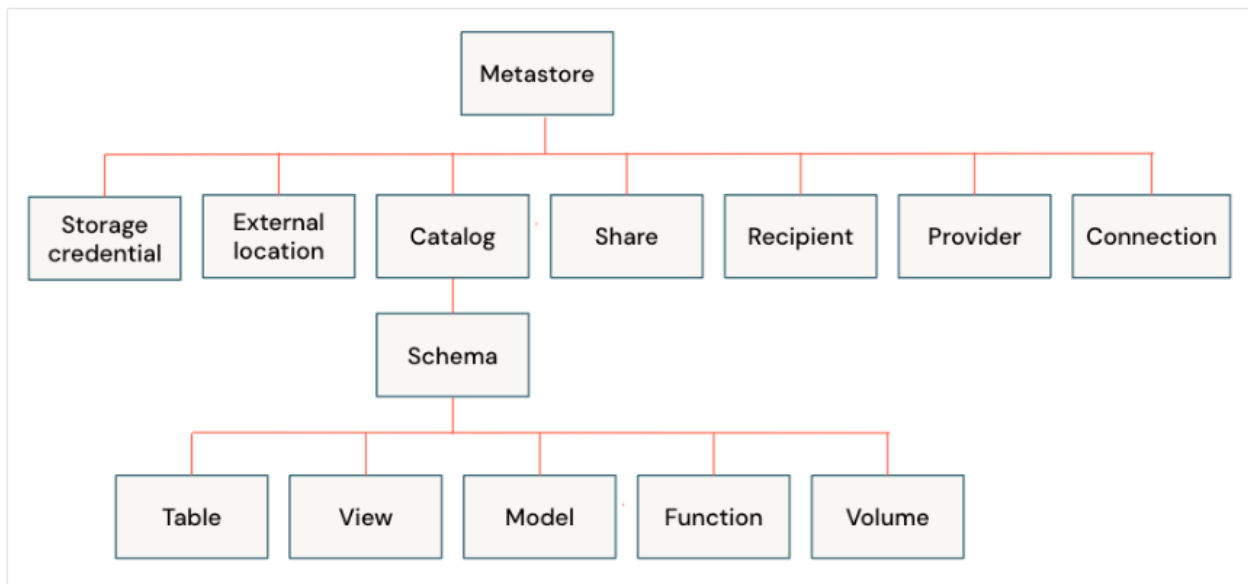 Metastore
Storage
credential
External
location
Catalog
Share
Recipient
Provider
Connection
Schema
Table
View
Model
Function
Volume